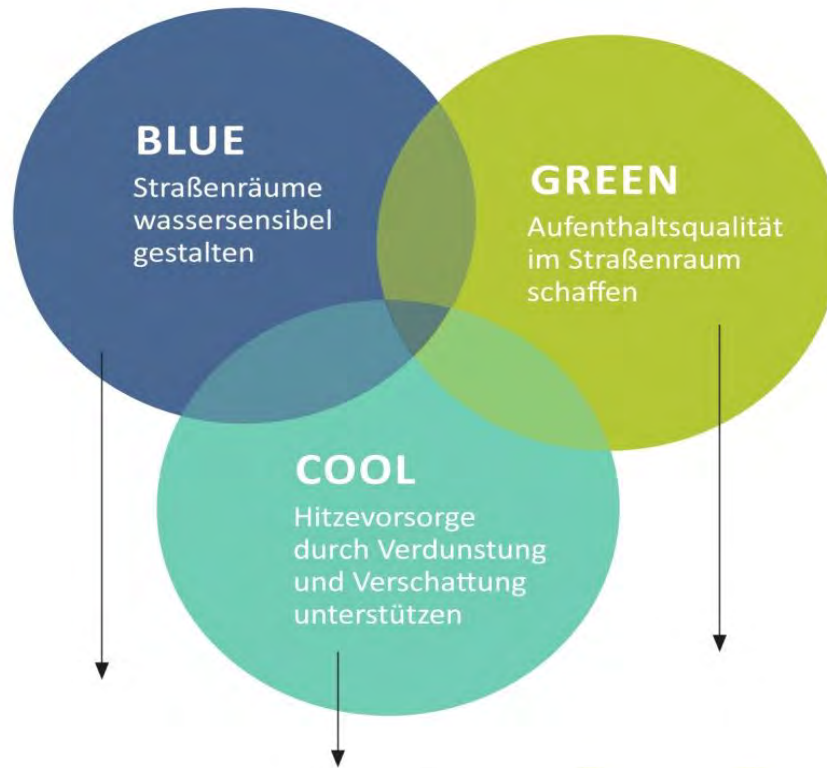 BLUE
Straßenräume
wassersensibel
gestalten
GREEN
Aufenthaltsqualität
im Straßenraum
schaffen
COOL
Hitzevorsorge
durch Verdunstung
und Verschattung
unterstützen